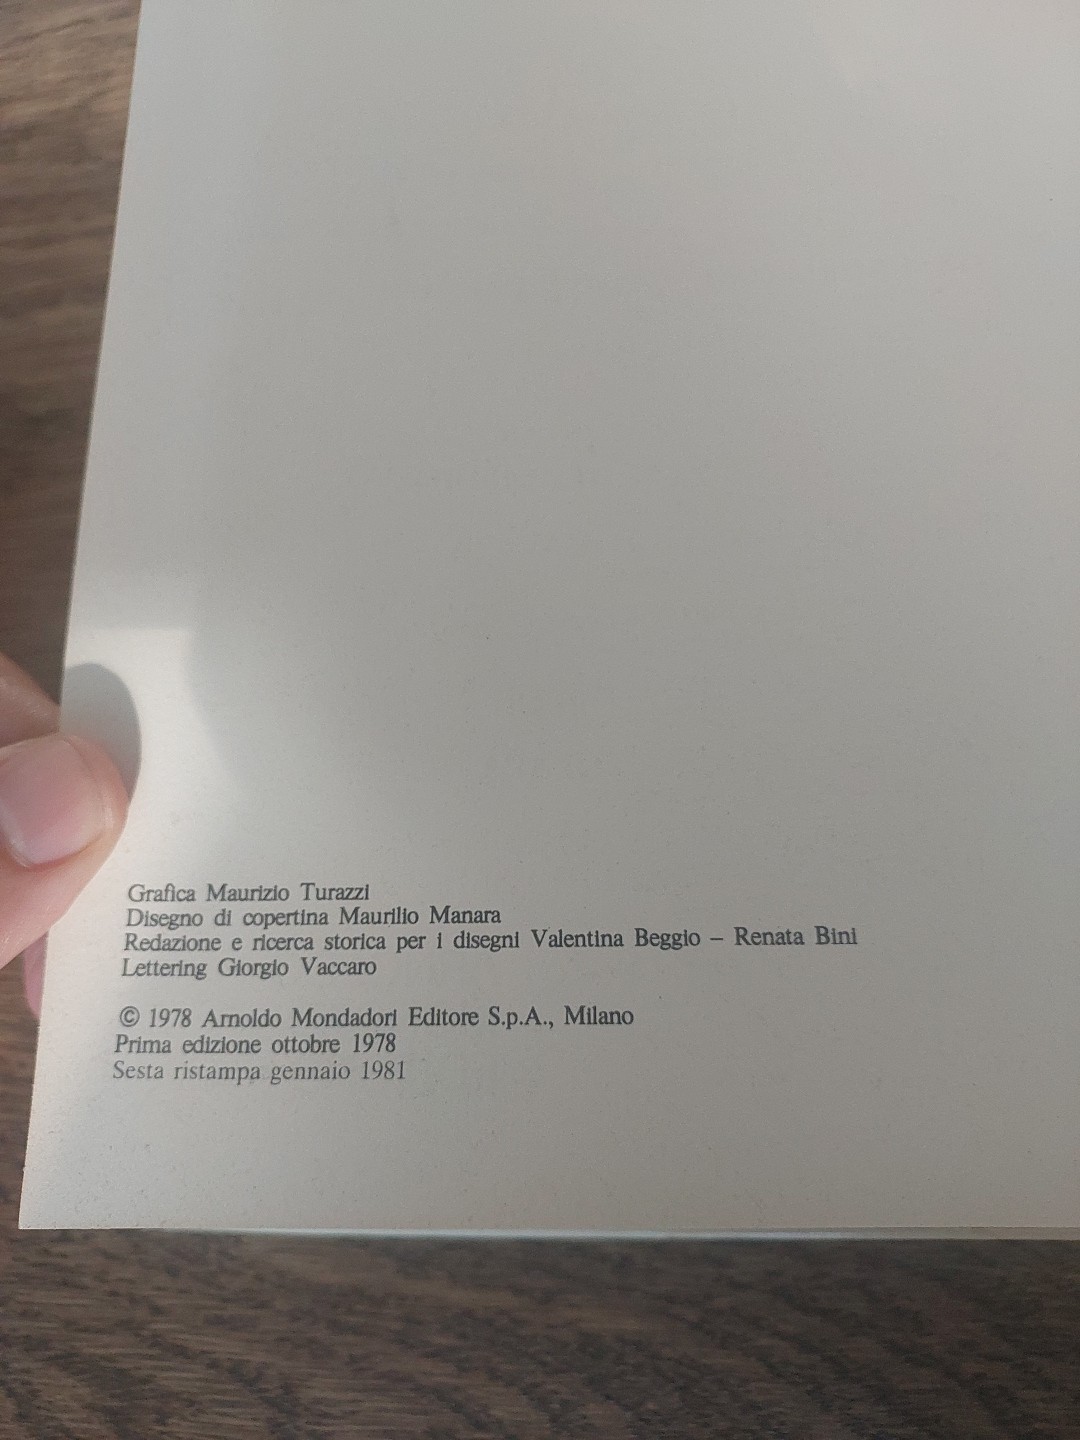 Grafica Maurizio Turazzi
Disegno di copertina Maurilio Manara
Redazione e ricerca storica per i disegni Valentina Beggio – Renata Bini
Lettering Giorgio Vaccaro
© 1978 Arnoldo Mondadori Editore S.p.A., Milano
Prima edizione ottobre 1978
Sesta ristampa gennaio 1981